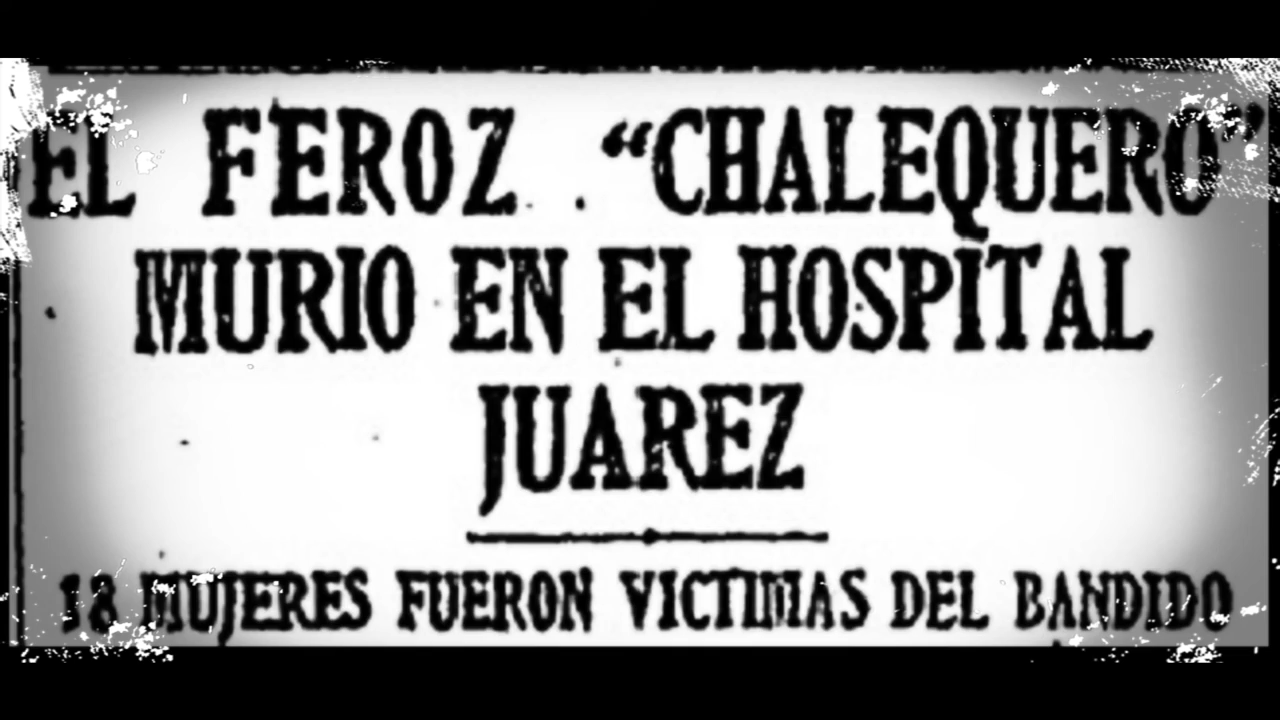 EL FEROZ "CHALEQUERO"
MURIO EN EL HOSPITAL
JUAREZ
18 MUJERES FUERON VICTIMAS DEL BANDIDO